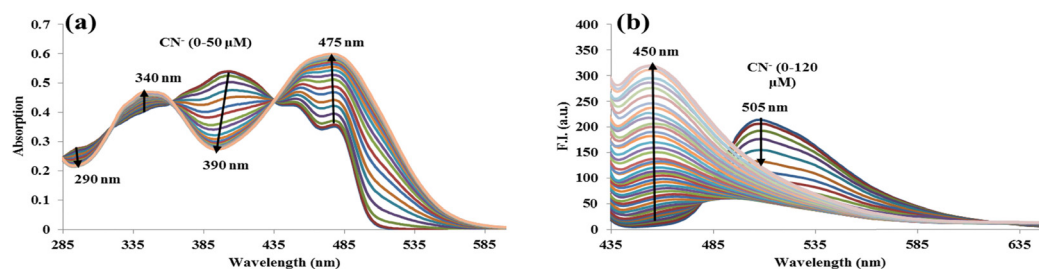 (a)
CN⁻ (0-50 µM)
475 nm
340 nm
290 nm
390 nm
0.7
0.6
0.5
0.4
0.3
0.2
0.1
0
Absorption
285 335 385 435 485 535 585
Wavelength (nm)
(b)
450 nm
CN⁻ (0-120
µM)
505 nm
400
350
300
250
200
150
100
50
0
F.I. (a.u.)
435 485 535 585 635
Wavelength (nm)